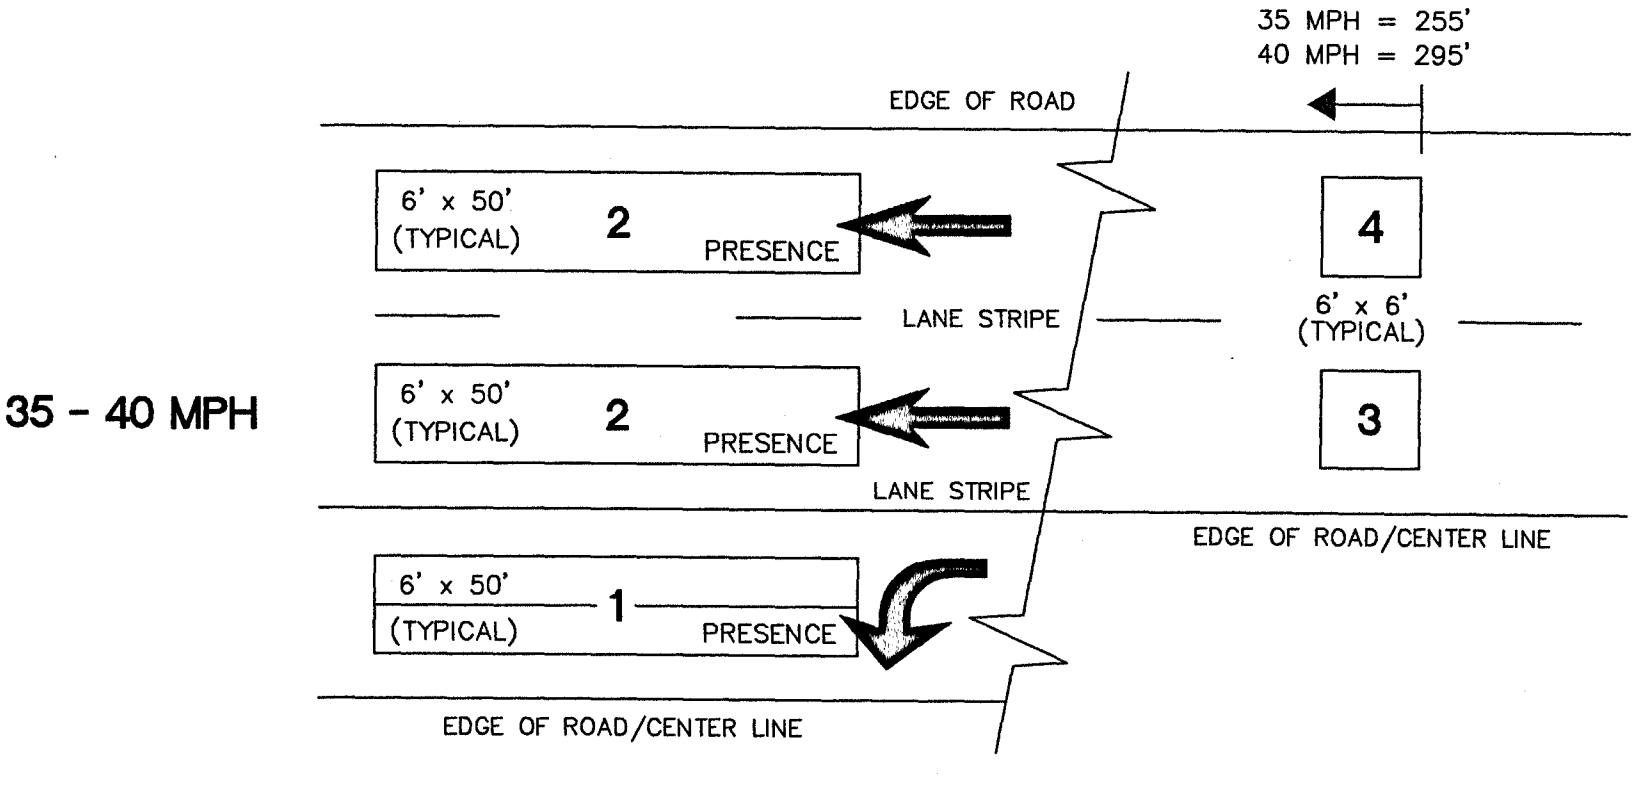 35 MPH = 255'
40 MPH = 295'
EDGE OF ROAD
6' x 50'
(TYPICAL)
2
PRESENCE
4
LANE STRIPE
6' x 6'
(TYPICAL)
35 - 40 MPH
6' x 50'
(TYPICAL)
2
PRESENCE
3
LANE STRIPE
EDGE OF ROAD/CENTER LINE
6' x 50'
(TYPICAL)
1
PRESENCE
EDGE OF ROAD/CENTER LINE